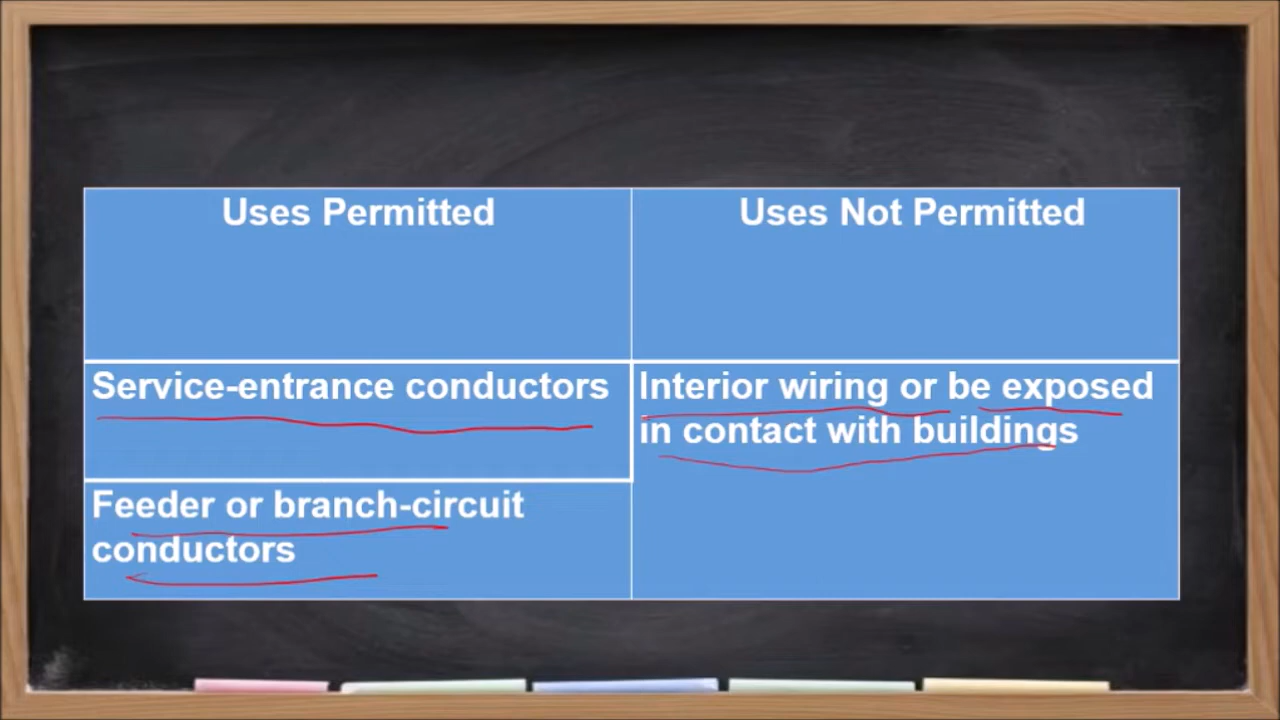 Uses Permitted
Uses Not Permitted
Service-entrance conductors
Interior wiring or be exposed
in contact with buildings
Feeder or branch-circuit
conductors